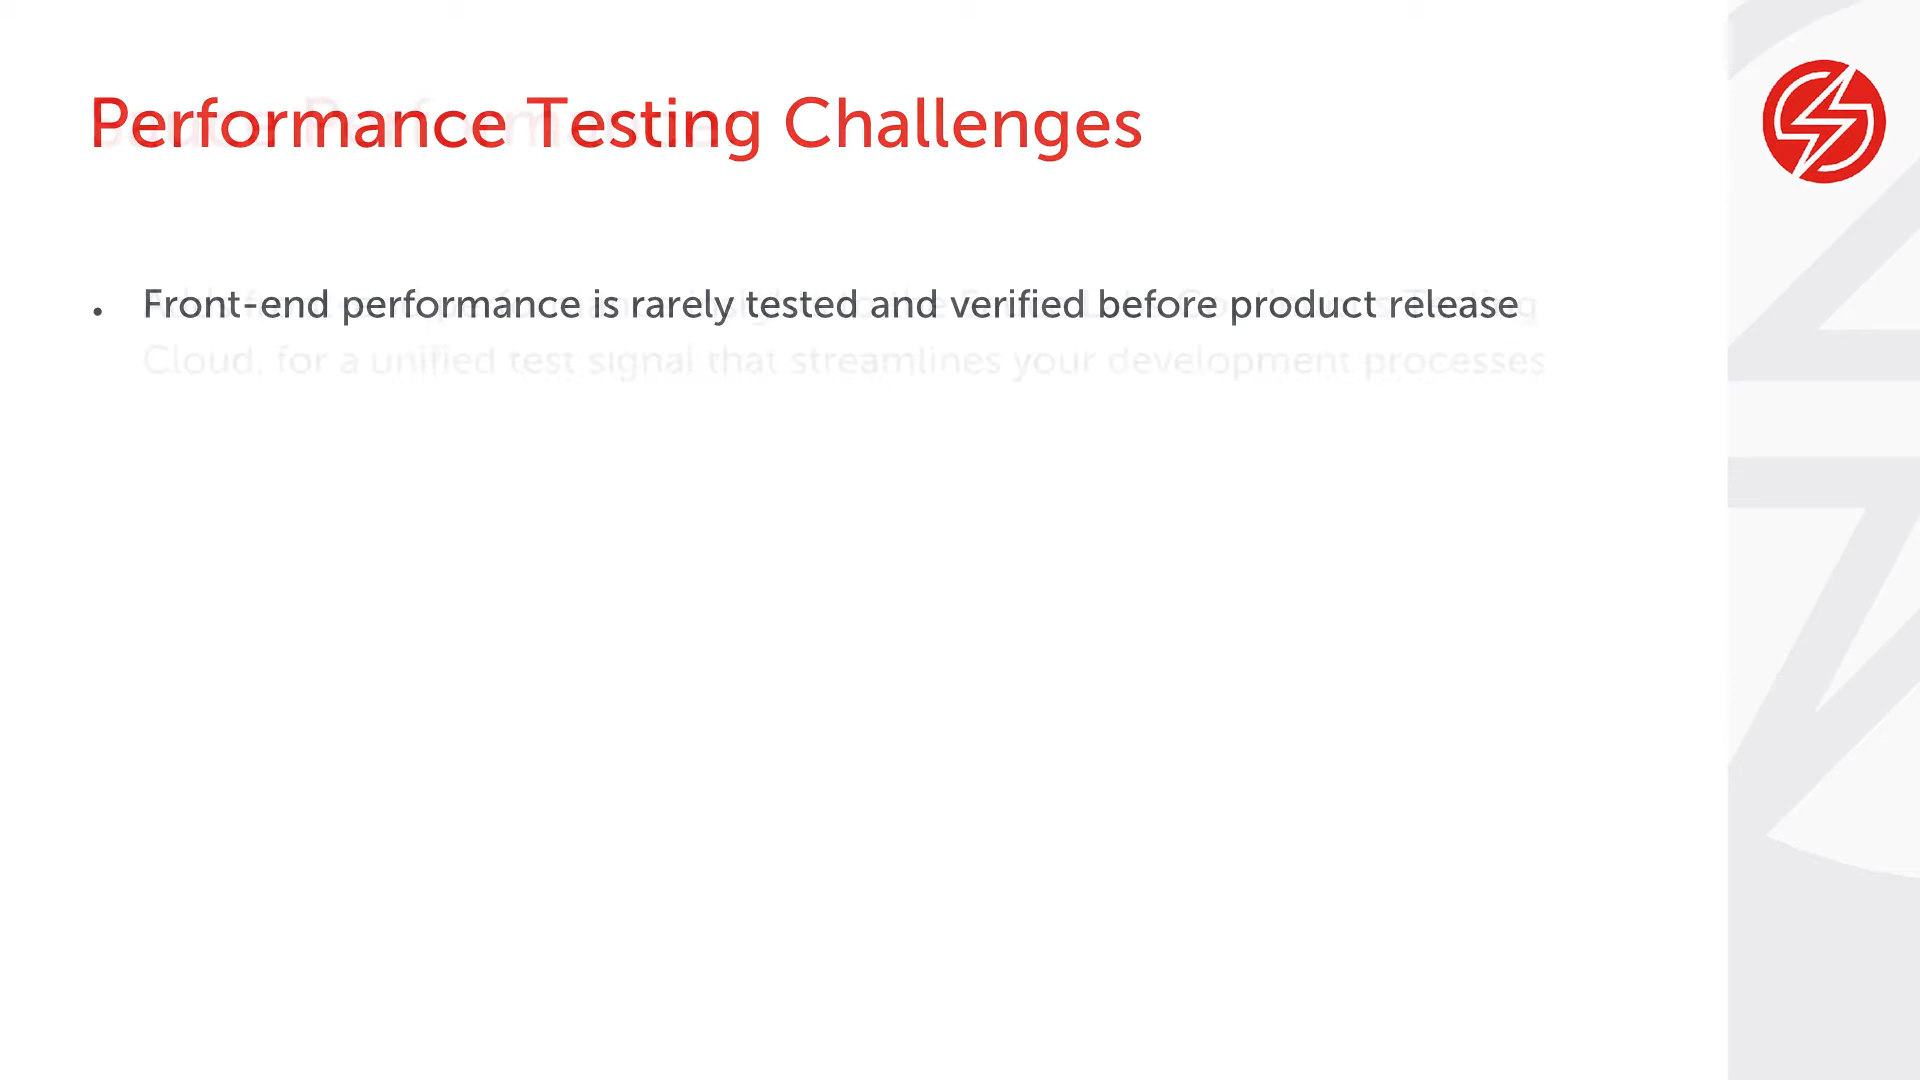 Performance Testing Challenges
• Front-end performance is rarely tested and verified before product release
Cloud, for a unified test signal that streamlines your development processes